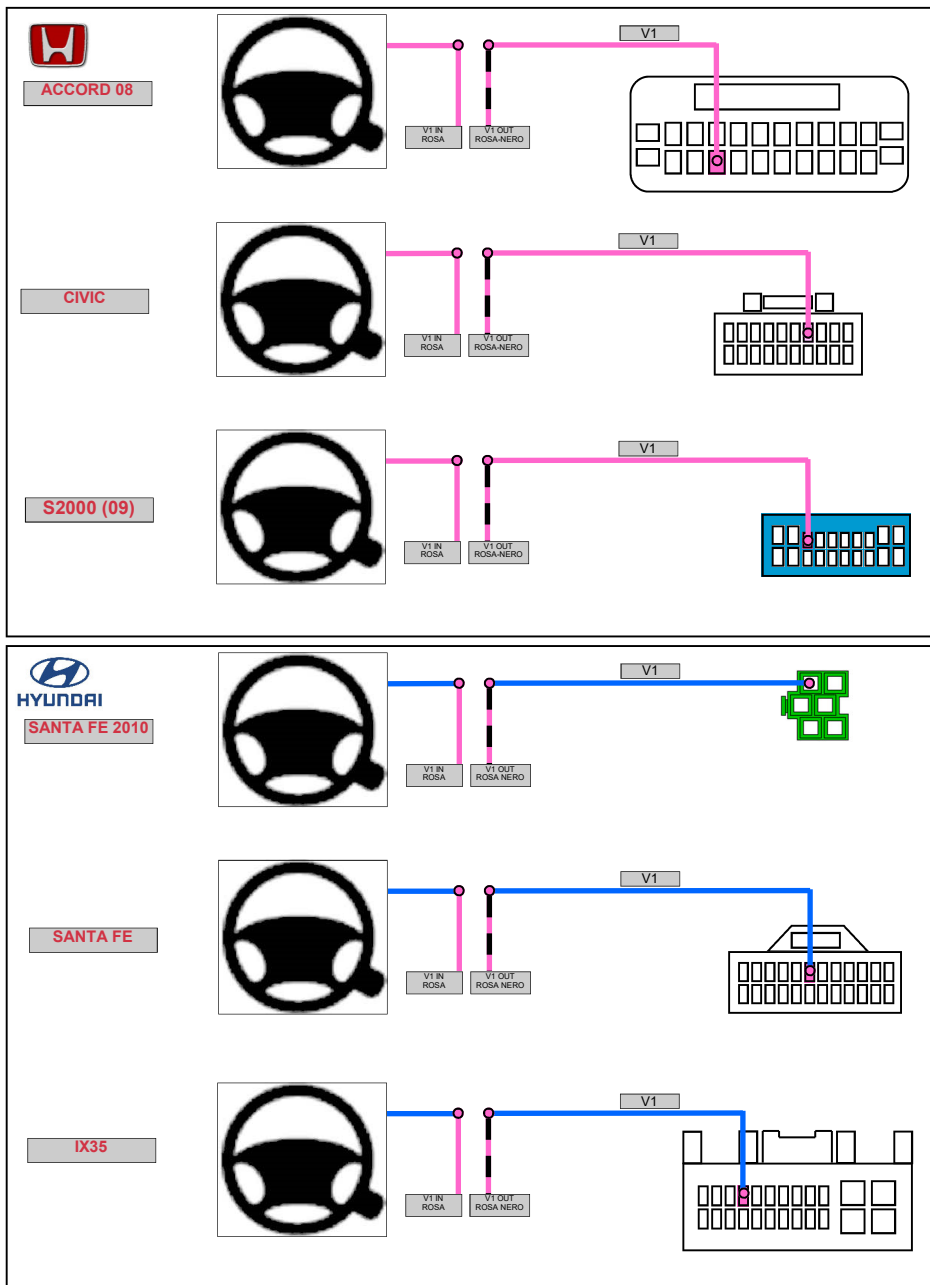 V1
ACCORD 08
V1 IN
ROSA
V1 OUT
ROSA-NERO
V1
CIVIC
V1 IN
ROSA
V1 OUT
ROSA-NERO
V1
S2000 (09)
V1 IN
ROSA
V1 OUT
ROSA-NERO
HYUNDAI
V1
SANTA FE 2010
V1 IN
ROSA
V1 OUT
ROSA NERO
V1
SANTA FE
V1 IN
ROSA
V1 OUT
ROSA NERO
V1
IX35
V1 IN
ROSA
V1 OUT
ROSA NERO